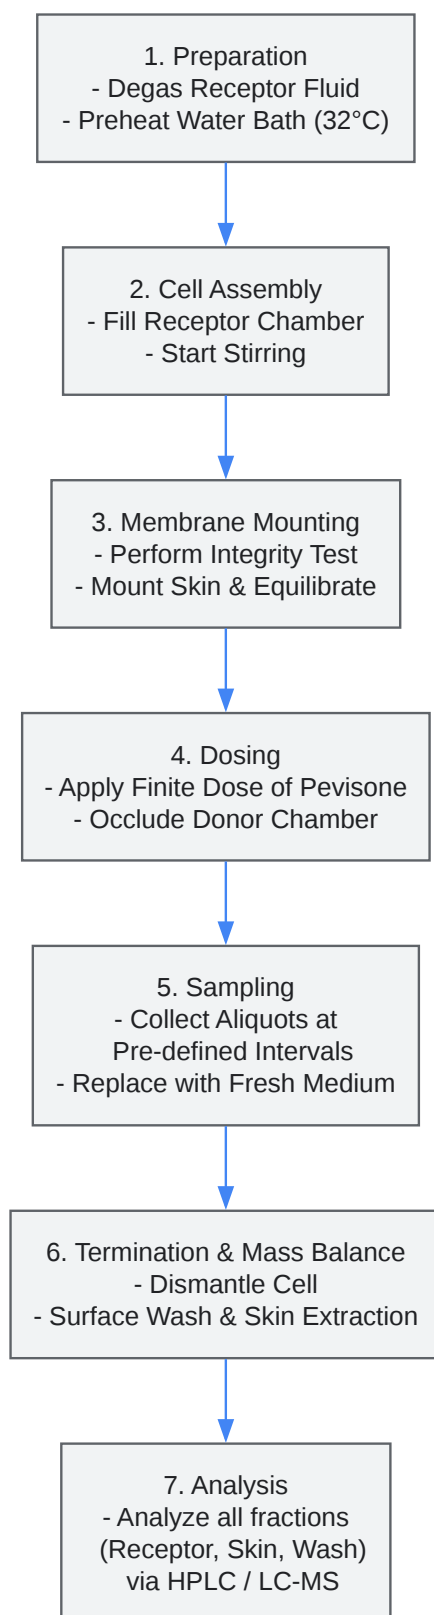 1. Preparation
- Degas Receptor Fluid
- Preheat Water Bath (32°C)
2. Cell Assembly
- Fill Receptor Chamber
- Start Stirring
3. Membrane Mounting
- Perform Integrity Test
- Mount Skin & Equilibrate
4. Dosing
- Apply Finite Dose of Pevisone
- Occlude Donor Chamber
5. Sampling
- Collect Aliquots at
Pre-defined Intervals
- Replace with Fresh Medium
6. Termination & Mass Balance
- Dismantle Cell
- Surface Wash & Skin Extraction
7. Analysis
- Analyze all fractions
(Receptor, Skin, Wash)
via HPLC / LC-MS